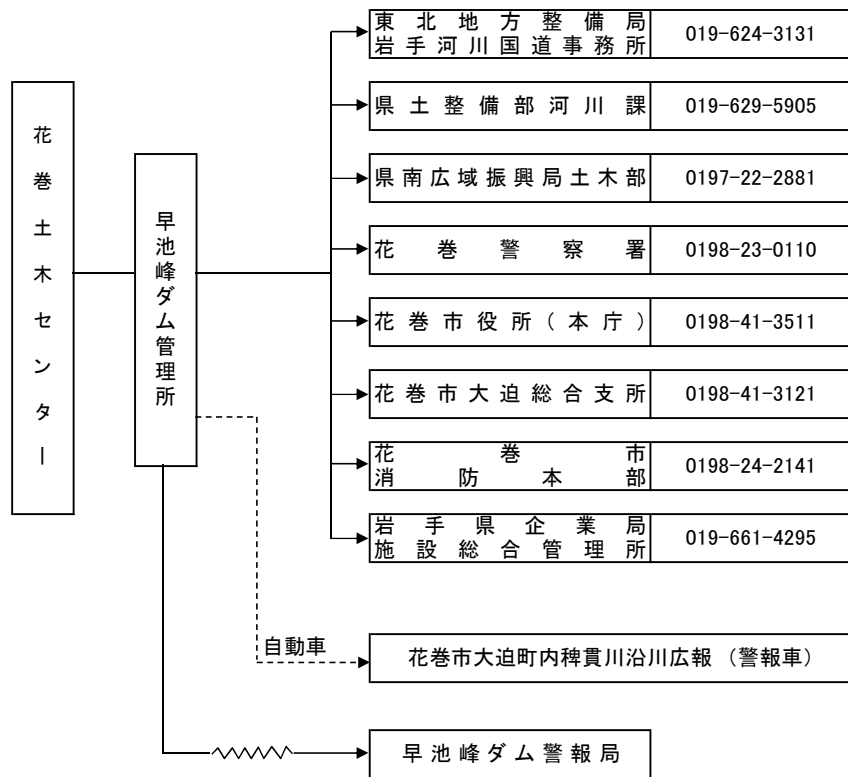 花巻土木センター
早池峰ダム管理所
東北地方整備局
岩手河川国道事務所
019-624-3131
県土整備部河川課
019-629-5905
県南広域振興局土木部
0197-22-2881
花巻警察署
0198-23-0110
花巻市役所(本庁)
0198-41-3511
花巻市大迫総合支所
0198-41-3121
花巻市
消防本部
0198-24-2141
岩手県企業局
施設総合管理所
019-661-4295
自動車
花巻市大迫町内稗貫川沿川広報 (警報車)
早池峰ダム警報局